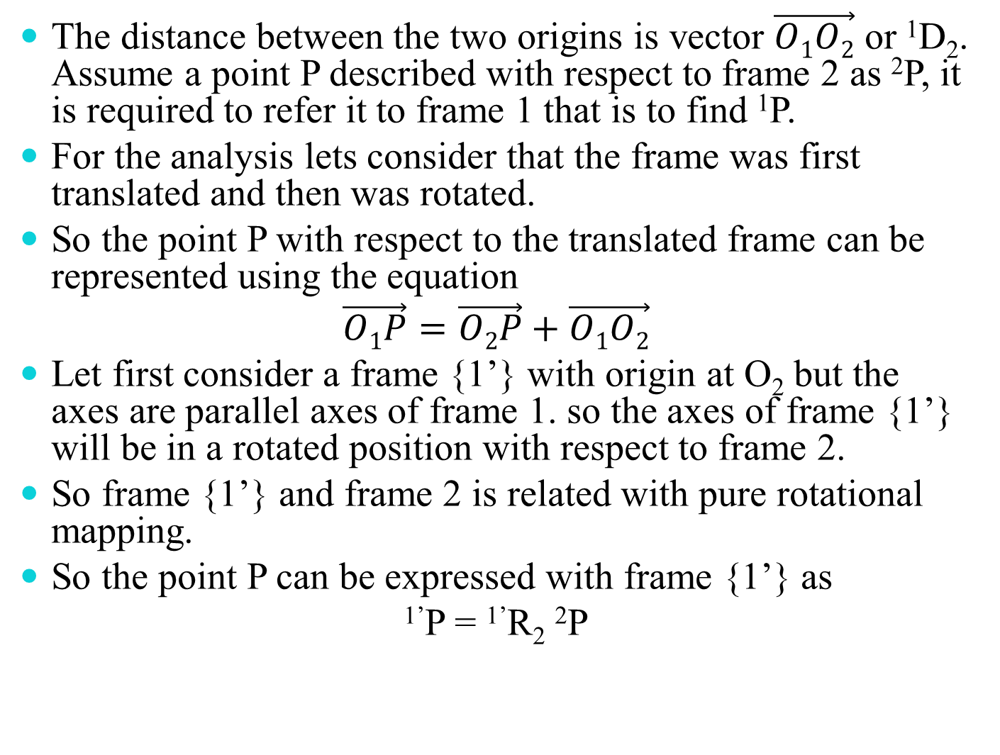 • The distance between the two origins is vector $\overrightarrow{O_1O_2}$ or ¹D₂.
Assume a point P described with respect to frame 2 as ²P, it
is required to refer it to frame 1 that is to find ¹P.
• For the analysis lets consider that the frame was first
translated and then was rotated.
• So the point P with respect to the translated frame can be
represented using the equation
$\overrightarrow{O_1P} = \overrightarrow{O_2P} + \overrightarrow{O_1O_2}$
• Let first consider a frame {1’} with origin at O₂ but the
axes are parallel axes of frame 1. so the axes of frame {1’}
will be in a rotated position with respect to frame 2.
• So frame {1’} and frame 2 is related with pure rotational
mapping.
• So the point P can be expressed with frame {1’} as
¹’P = ¹’R₂ ²P